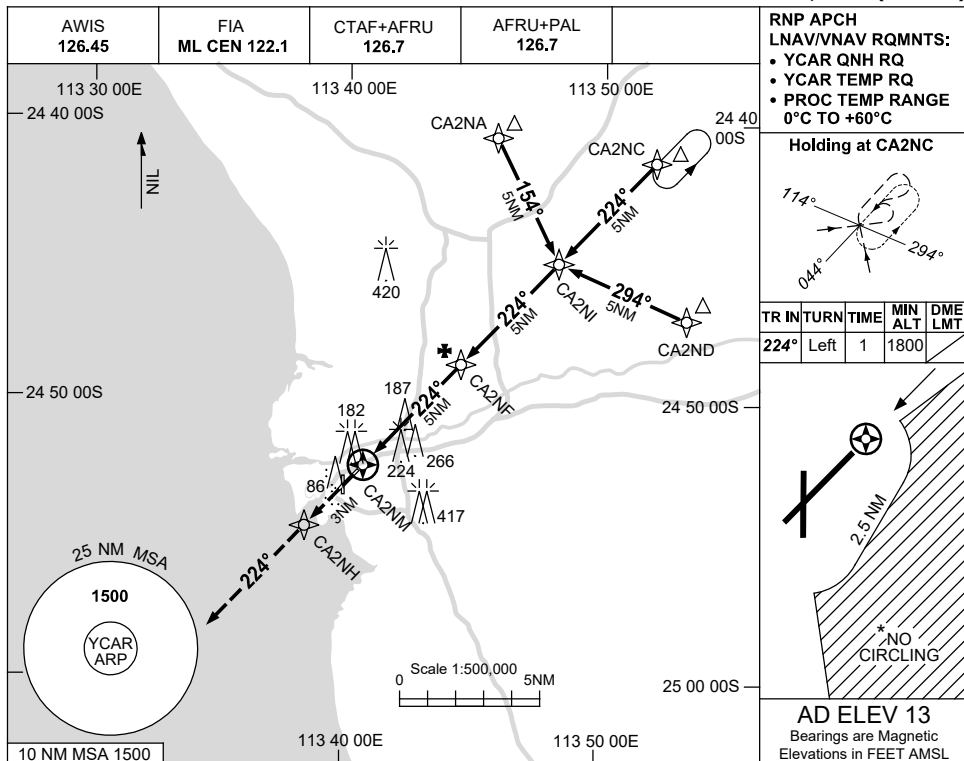 AWIS
126.45
FIA
ML CEN 122.1
CTAF+AFRU
126.7
AFRU+PAL
126.7
RNP APCH
LNAV/VNAV RQMNTS:
• YCAR QNH RQ
• YCAR TEMP RQ
• PROC TEMP RANGE
0°C TO +60°C
113 30 00E
113 40 00E
113 50 00E
24 40 00S
24 40
00S
NIL
CA2NA
CA2NC
154°
5NM
224°
5NM
CA2NI
294°
5NM
CA2ND
224°
5NM
420
CA2NF
24 50 00S
24 50 00S
224°
5NM
187
182
266
224
86
417
CA2NM
3NM
CA2NH
224°
25 NM MSA
1500
YCAR
ARP
Scale 1:500,000
0
5NM
25 00 00S
113 40 00E
113 50 00E
10 NM MSA 1500
Holding at CA2NC
114°
294°
044°
TR IN TURN TIME MIN ALT DME LMT
224° Left 1 1800
2.5 NM
*NO
CIRCLING
AD ELEV 13
Bearings are Magnetic
Elevations in FEET AMSL